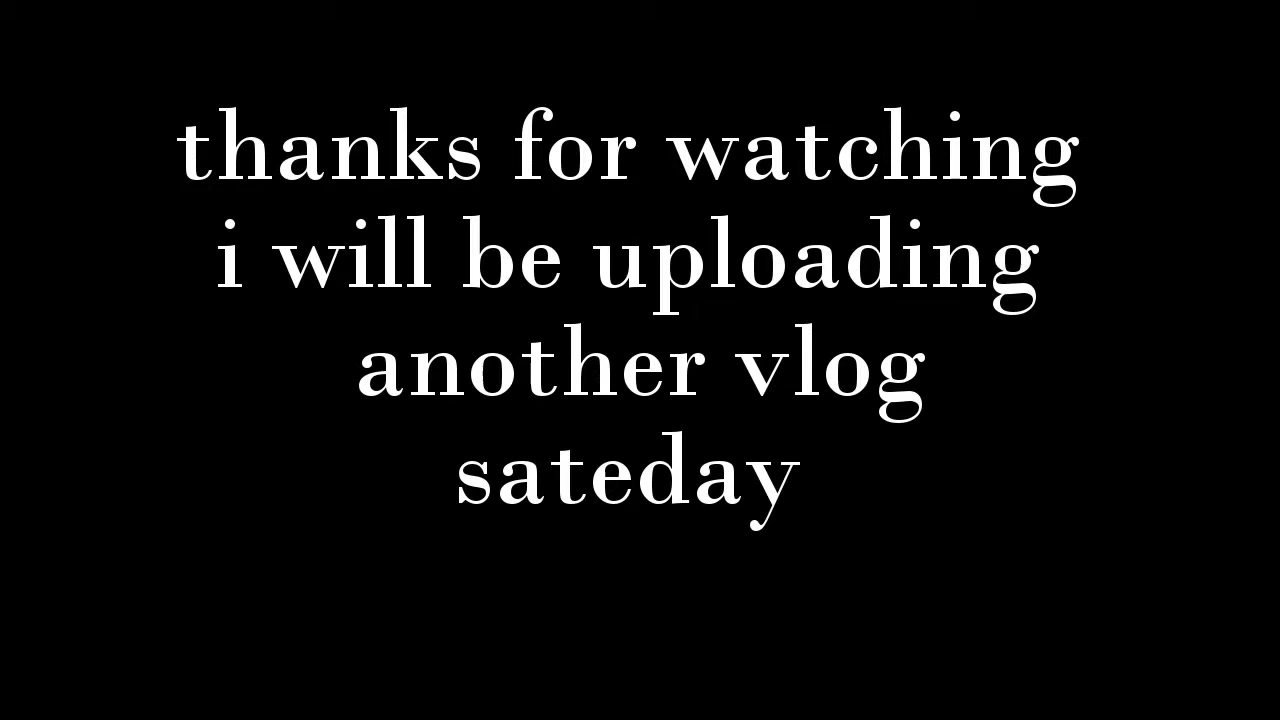 thanks for watching
i will be uploading
another vlog
sateday